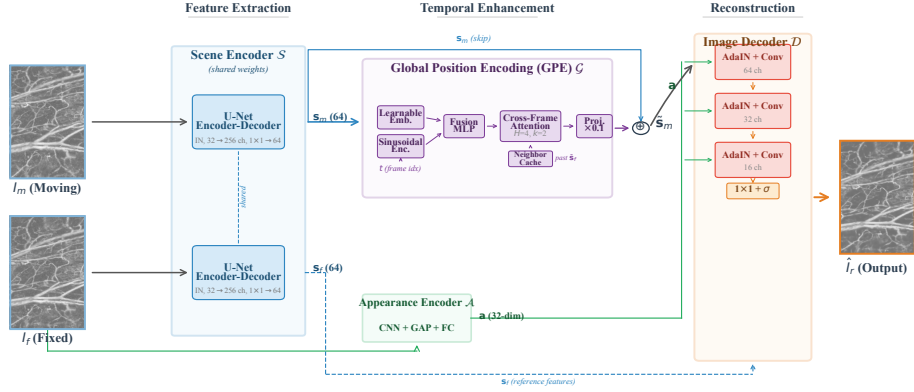 Feature Extraction
Temporal Enhancement
Reconstruction
Scene Encoder 𝒮
(shared weights)
U-Net
Encoder-Decoder
IN, 32→256 ch, 1×1→64
shared
U-Net
Encoder-Decoder
IN, 32→256 ch, 1×1→64
I_m (Moving)
I_f (Fixed)
s_m (skip)
s_m (64)
s_f (64)
Global Position Encoding (GPE) 𝒢
Learnable
Emb.
Sinusoidal
Enc.
t (frame idx)
Fusion
MLP
Cross-Frame
Attention
H=4, k=2
Neighbor
Cache
past s̃_f
Proj.
×0.1
⊕
s̃_m
a
Appearance Encoder 𝒜
CNN + GAP + FC
a (32-dim)
s_f (reference features)
Image Decoder 𝒟
AdaIN + Conv
64 ch
AdaIN + Conv
32 ch
AdaIN + Conv
16 ch
1×1 + σ
Î_r (Output)